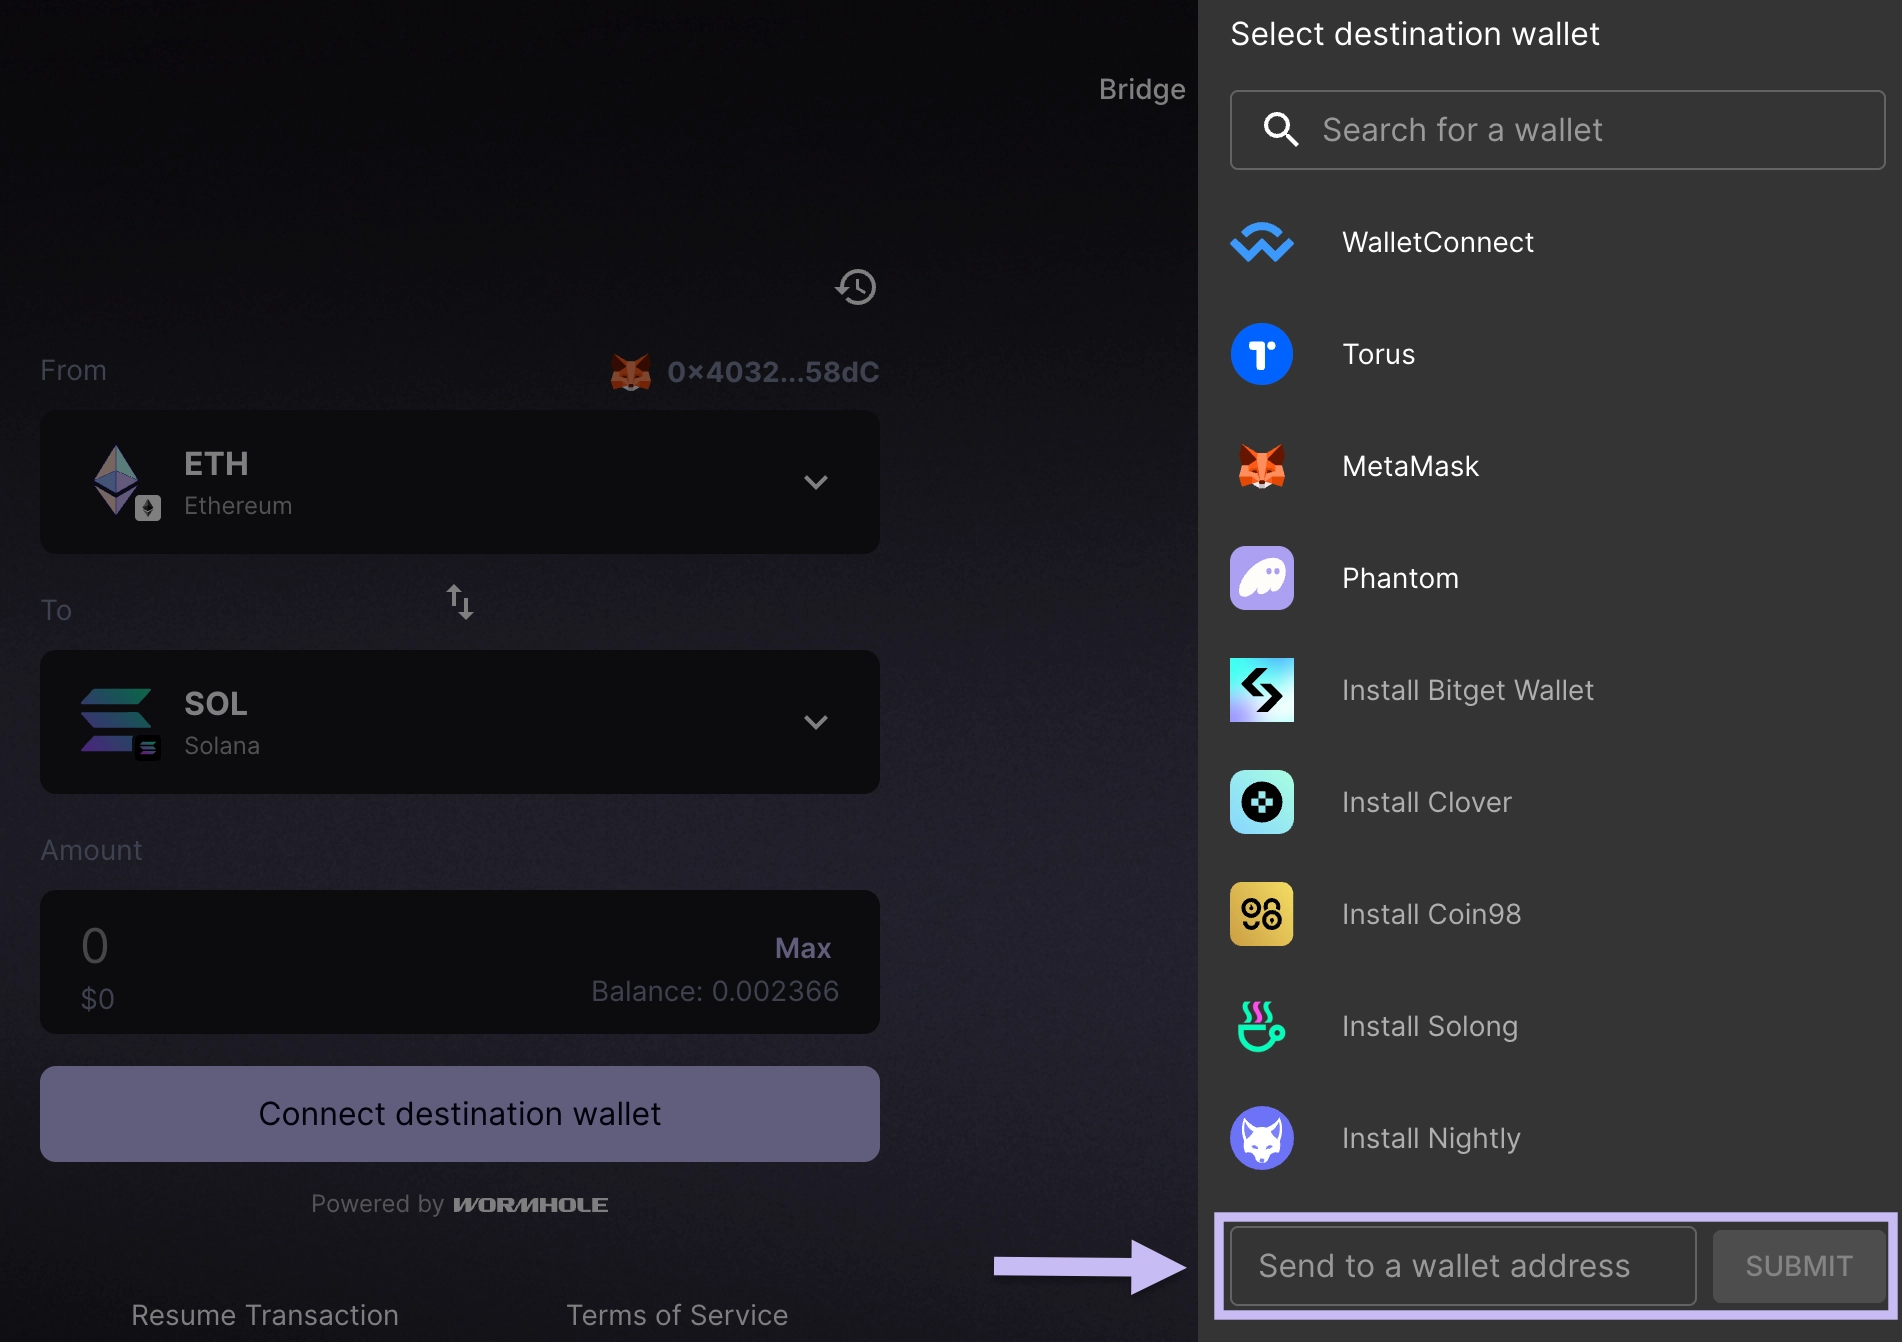 Bridge
From
0×4032...58dC
ETH
Ethereum
To
SOL
Solana
Amount
0
Max
$0
Balance: 0.002366
Connect destination wallet
Powered by WORMHOLE
Resume Transaction
Terms of Service
Select destination wallet
Search for a wallet
WalletConnect
Torus
MetaMask
Phantom
Install Bitget Wallet
Install Clover
Install Coin98
Install Solong
Install Nightly
Send to a wallet address
SUBMIT